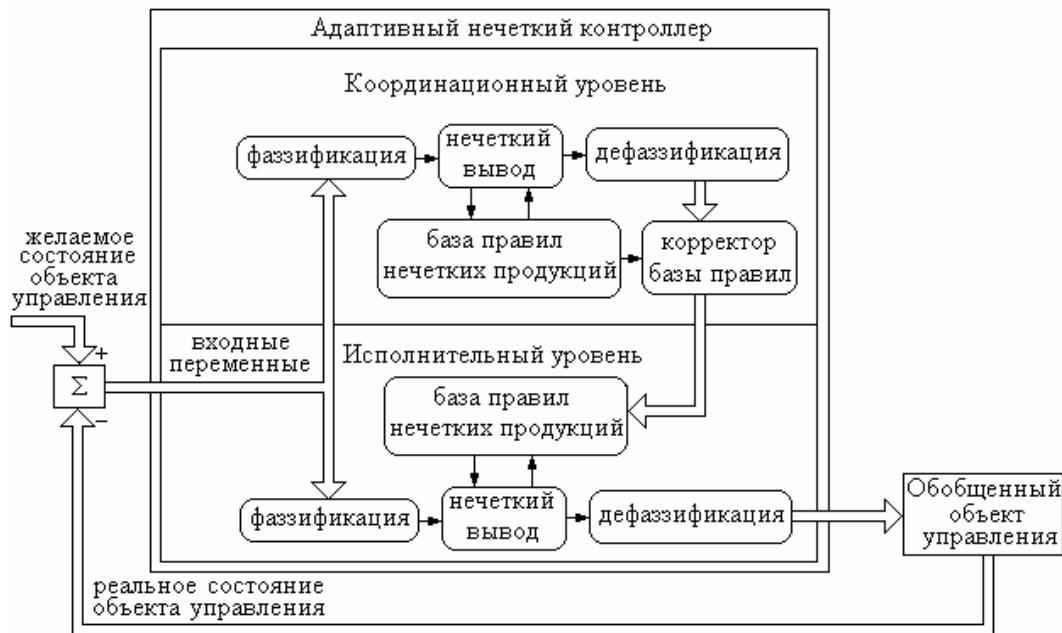 Адаптивный нечеткий контроллер
Координационный уровень
фаззификация
нечеткий
вывод
дефаззификация
база правил
нечетких продукций
корректор
базы правил
желаемое
состояние
объекта
управления
+
Σ
−
входные
переменные
Исполнительный уровень
база правил
нечетких продукций
фаззификация
нечеткий
вывод
дефаззификация
Обобщенный
объект
управления
реальное состояние
объекта управления